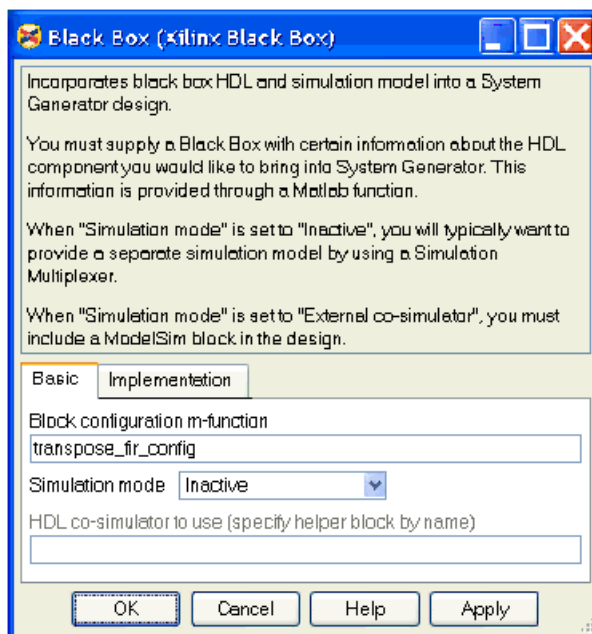 Black Box (Xilinx Black Box)
Incorporates black box HDL and simulation model into a System
Generator design.
You must supply a Black Box with certain information about the HDL
component you would like to bring into System Generator. This
information is provided through a Matlab function.
When "Simulation mode" is set to "Inactive", you will typically want to
provide a separate simulation model by using a Simulation
Multiplexer.
When "Simulation mode" is set to "External co-simulator", you must
include a ModelSim block in the design.
Basic Implementation
Block configuration m-function
transpose_fir_config
Simulation mode Inactive
HDL co-simulator to use (specify helper block by name)
OK Cancel Help Apply